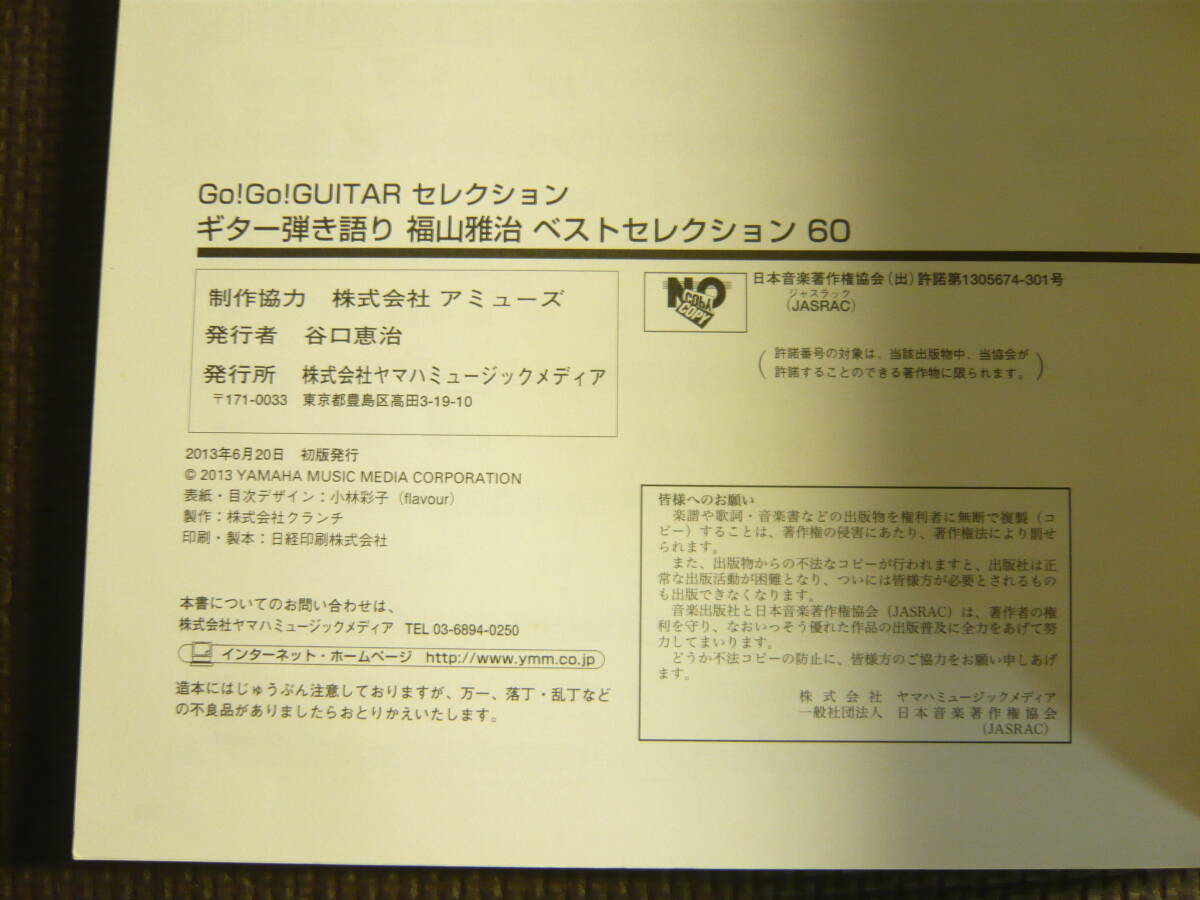 Go!Go!GUITAR セレクション
ギター弾き語り 福山雅治 ベストセレクション 60
制作協力 株式会社 アミューズ
発行者 谷口恵治
発行所 株式会社ヤマハミュージックメディア
〒171-0033 東京都豊島区高田3-19-10
2013年6月20日 初版発行
© 2013 YAMAHA MUSIC MEDIA CORPORATION
表紙・目次デザイン：小林彩子（flavour）
製作：株式会社クランチ
印刷・製本：日経印刷株式会社
本書についてのお問い合わせは、
株式会社ヤマハミュージックメディア TEL 03-6894-0250
インターネット・ホームページ http://www.ymm.co.jp
造本にはじゅうぶん注意しておりますが、万一、落丁・乱丁など
の不良品がありましたらおとりかえいたします。
NO
COPY
COPY
日本音楽著作権協会（出）許諾第1305674-301号
ジャスラック
（JASRAC）
（許諾番号の対象は、当該出版物中、当協会が
許諾することのできる著作物に限られます。）
皆様へのお願い
楽譜や歌詞・音楽書などの出版物を権利者に無断で複製（コ
ピー）することは、著作権の侵害にあたり、著作権法により罰せ
られます。
また、出版物からの不法なコピーが行われますと、出版社は正
常な出版活動が困難となり、ついには皆様方が必要とされるもの
も出版できなくなります。
音楽出版社と日本音楽著作権協会（JASRAC）は、著作者の権
利を守り、なおいっそう優れた作品の出版普及に全力をあげて努
力してまいります。
どうか不法コピーの防止に、皆様方のご協力をお願い申しあげ
ます。
株式会社 ヤマハミュージックメディア
一般社団法人 日本音楽著作権協会
（JASRAC）